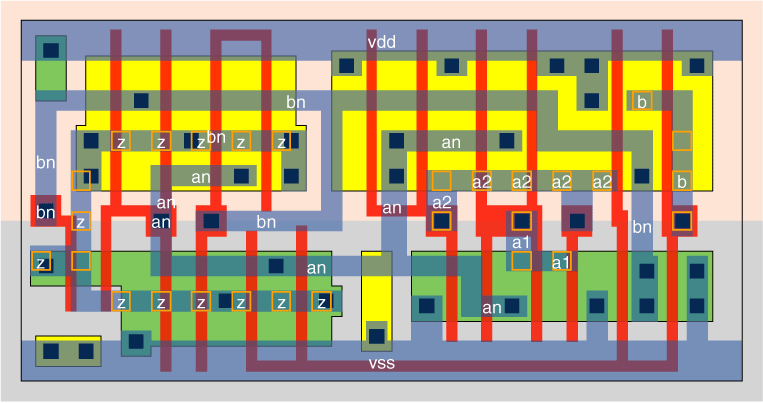 vdd
bn bn b
z z z bn z z an
bn an a2 a2 a2 a2 b
an a2 an
bn z an bn a1 bn
z an a1
z z z z z z an
vss